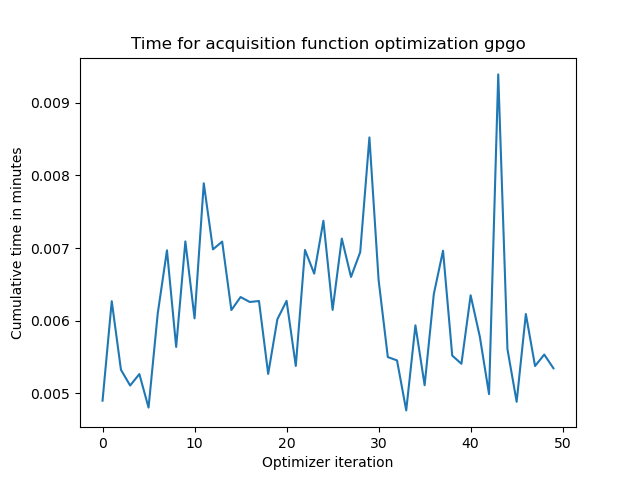 Time for acquisition function optimization gpgo
Cumulative time in minutes
0.009
0.008
0.007
0.006
0.005
0 10 20 30 40 50
Optimizer iteration